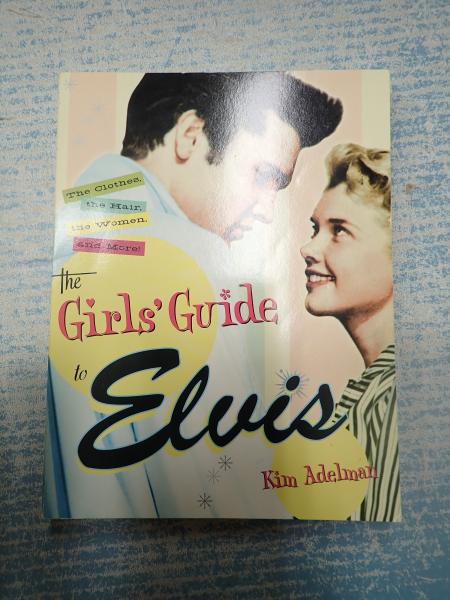 The Clothes,
the Hair,
the Women,
and More!
the
Girls' Guide
to
Elvis
Kim Adelman